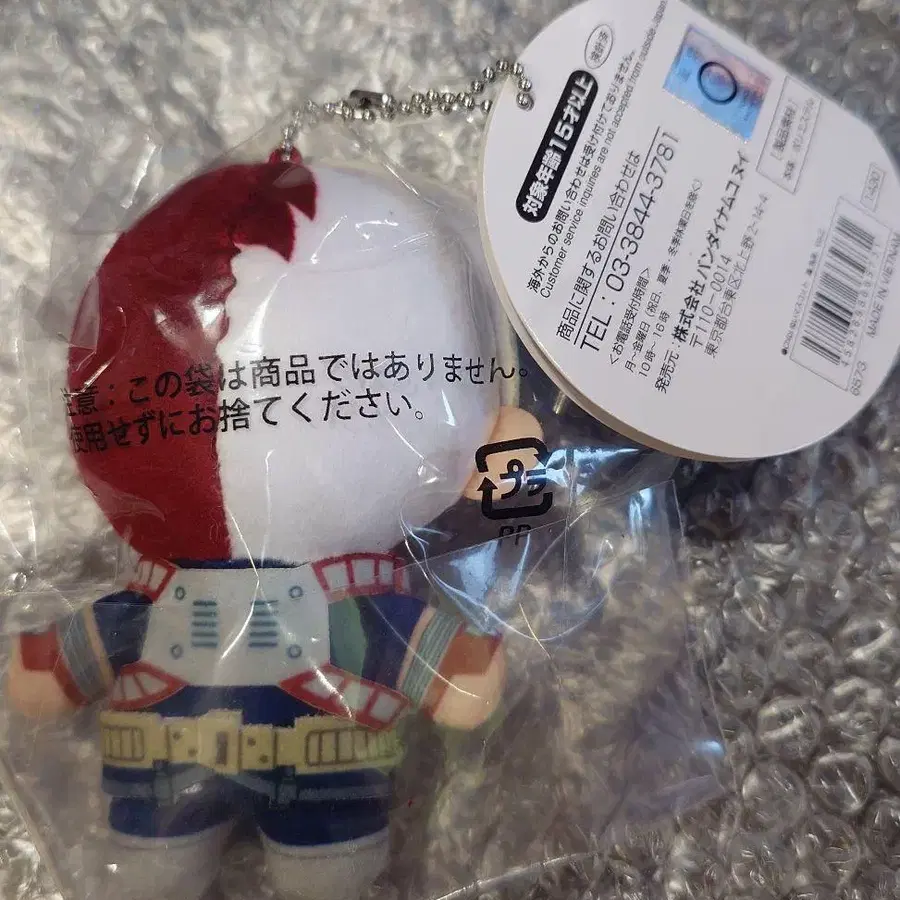 注意：この袋は商品ではありません。
使用せずにお捨てください。
プラ
PP
対象年齢15才以上
海外からのお問い合わせは受け付けておりません。
Customer service inquiries are not accepted from outside Japan
商品に関するお問い合わせは
TEL：03-3844-3781
＜お電話受付時間＞
月～金曜日（祝日、夏季・冬季休業日を除く）
10時～16時
発売元：株式会社バンダイナムコ ヌイ
〒110-0014
東京都台東区北上野2-14-4
6873
MADE IN VIETNAM